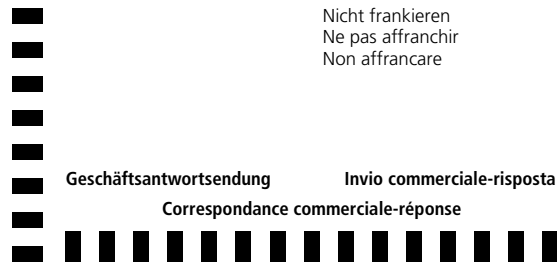 Nicht frankieren
Ne pas affranchir
Non affrancare
Geschäftsantwortsendung Invio commerciale-risposta
Correspondance commerciale-réponse